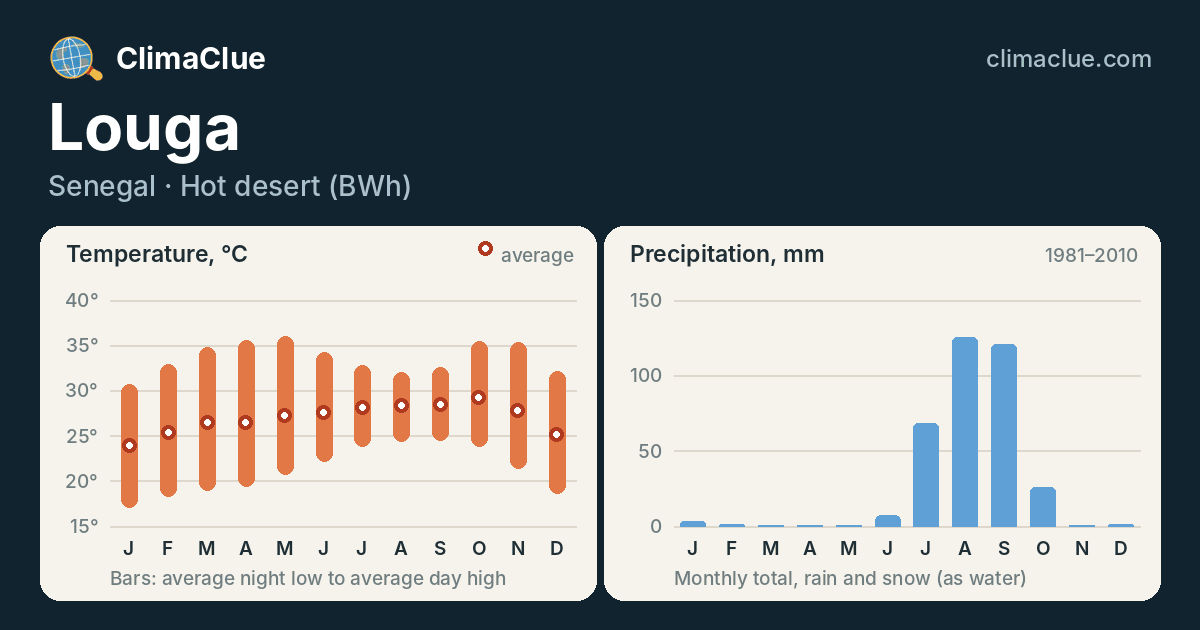 ClimaClue
climaclue.com
Louga
Senegal · Hot desert (BWh)
Temperature, °C
average
40°
35°
30°
25°
20°
15°
J F M A M J J A S O N D
Bars: average night low to average day high
Precipitation, mm
1981–2010
150
100
50
0
J F M A M J J A S O N D
Monthly total, rain and snow (as water)